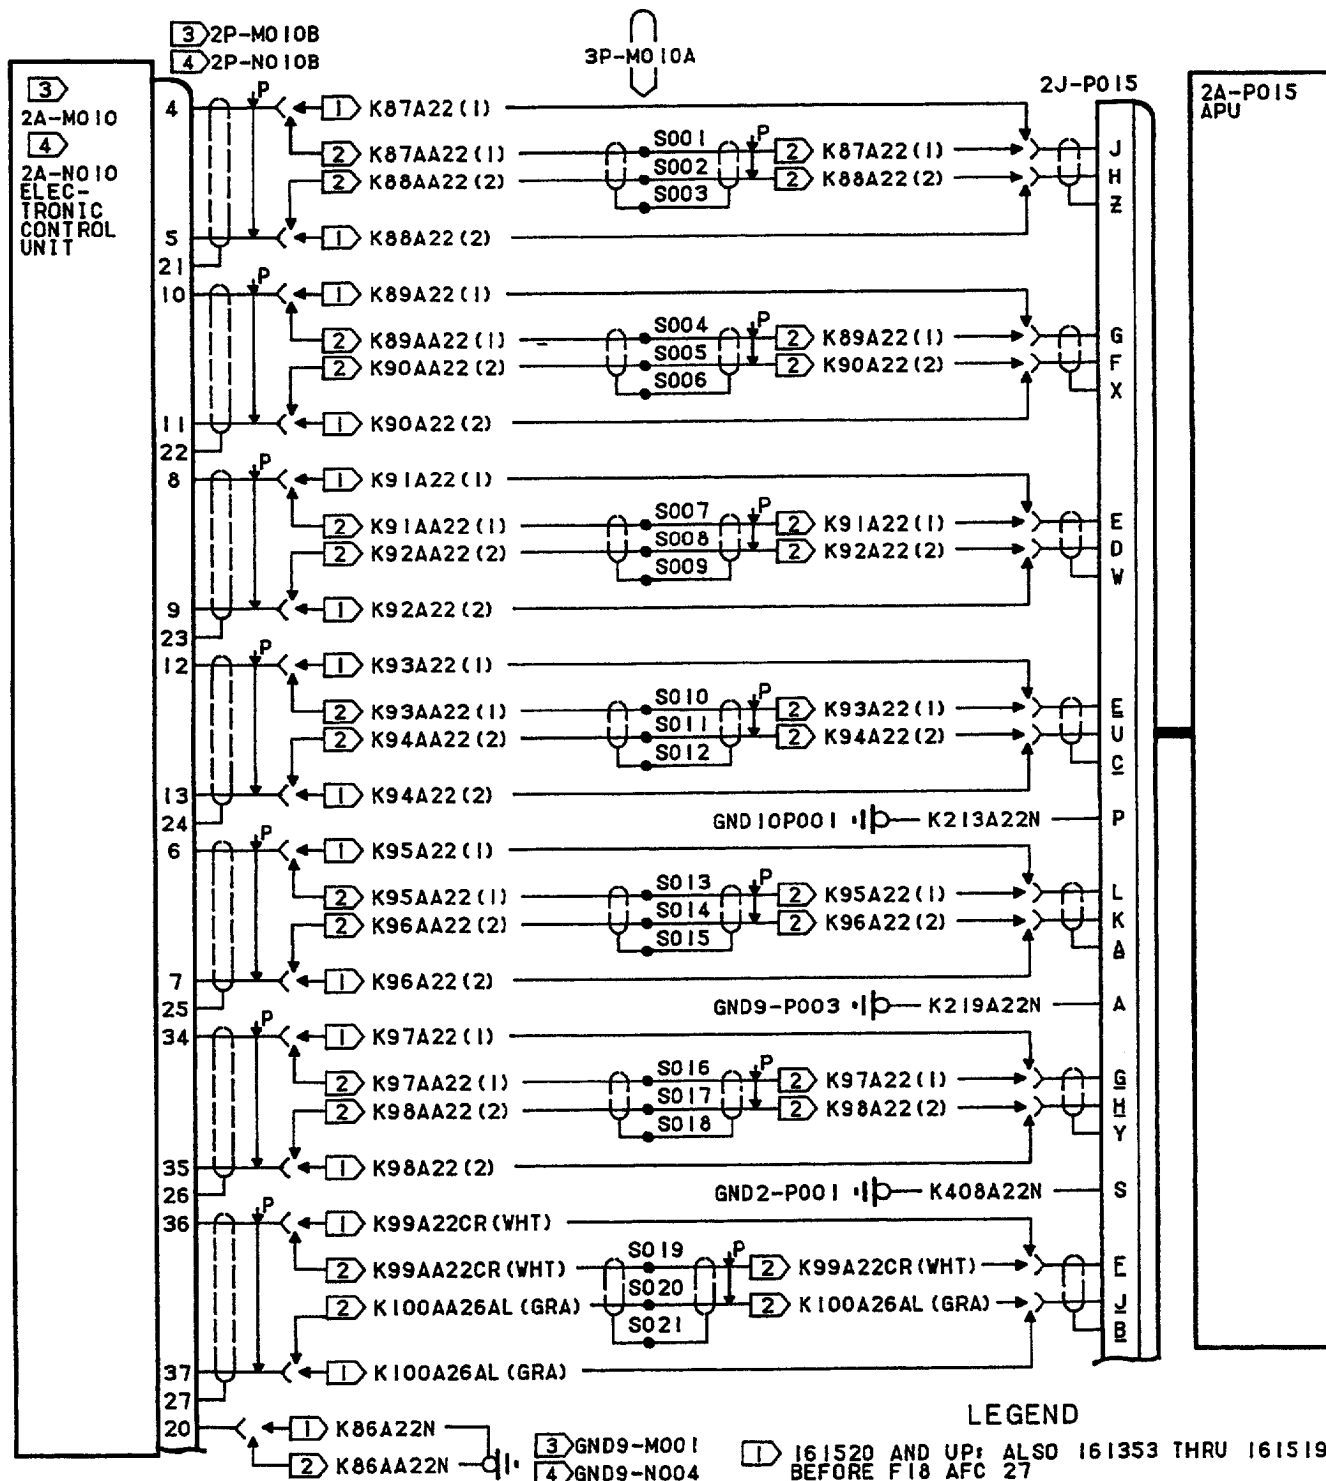 3 2P-M010B
4 2P-N010B
3P-M010A
2J-P015
2A-P015
APU
3
2A-M010
4
2A-N010
ELEC-
TRONIC
CONTROL
UNIT
4 P 1 K87A22(1)
2 K87AA22(1) S001 P 2 K87A22(1) J
2 K88AA22(2) S002 2 K88A22(2) H
S003 Z
5 1 K88A22(2)
21
10 P 1 K89A22(1)
2 K89AA22(1) S004 P 2 K89A22(1) G
2 K90AA22(2) S005 2 K90A22(2) F
S006 X
11 1 K90A22(2)
22
8 P 1 K91A22(1)
2 K91AA22(1) S007 P 2 K91A22(1) E
2 K92AA22(2) S008 2 K92A22(2) D
S009 W
9 1 K92A22(2)
23
12 P 1 K93A22(1)
2 K93AA22(1) S010 P 2 K93A22(1) E
2 K94AA22(2) S011 2 K94A22(2) U
S012 C
13 1 K94A22(2)
24 GND10P001 K213A22N P
6 P 1 K95A22(1)
2 K95AA22(1) S013 P 2 K95A22(1) L
2 K96AA22(2) S014 2 K96A22(2) K
S015 A
7 1 K96A22(2)
25 GND9-P003 K219A22N A
34 P 1 K97A22(1)
2 K97AA22(1) S016 P 2 K97A22(1) G
2 K98AA22(2) S017 2 K98A22(2) H
S018 Y
35 1 K98A22(2)
26 GND2-P001 K408A22N S
36 P 1 K99A22CR(WHT)
2 K99AA22CR(WHT) S019 P 2 K99A22CR(WHT) F
2 K100AA26AL(GRA) S020 2 K100A26AL(GRA) J
S021 B
37 1 K100A26AL(GRA)
27
20 1 K86A22N
2 K86AA22N
3 GND9-M001
4 GND9-N004
LEGEND
1 161520 AND UP; ALSO 161353 THRU 161519
BEFORE F18 AFC 27